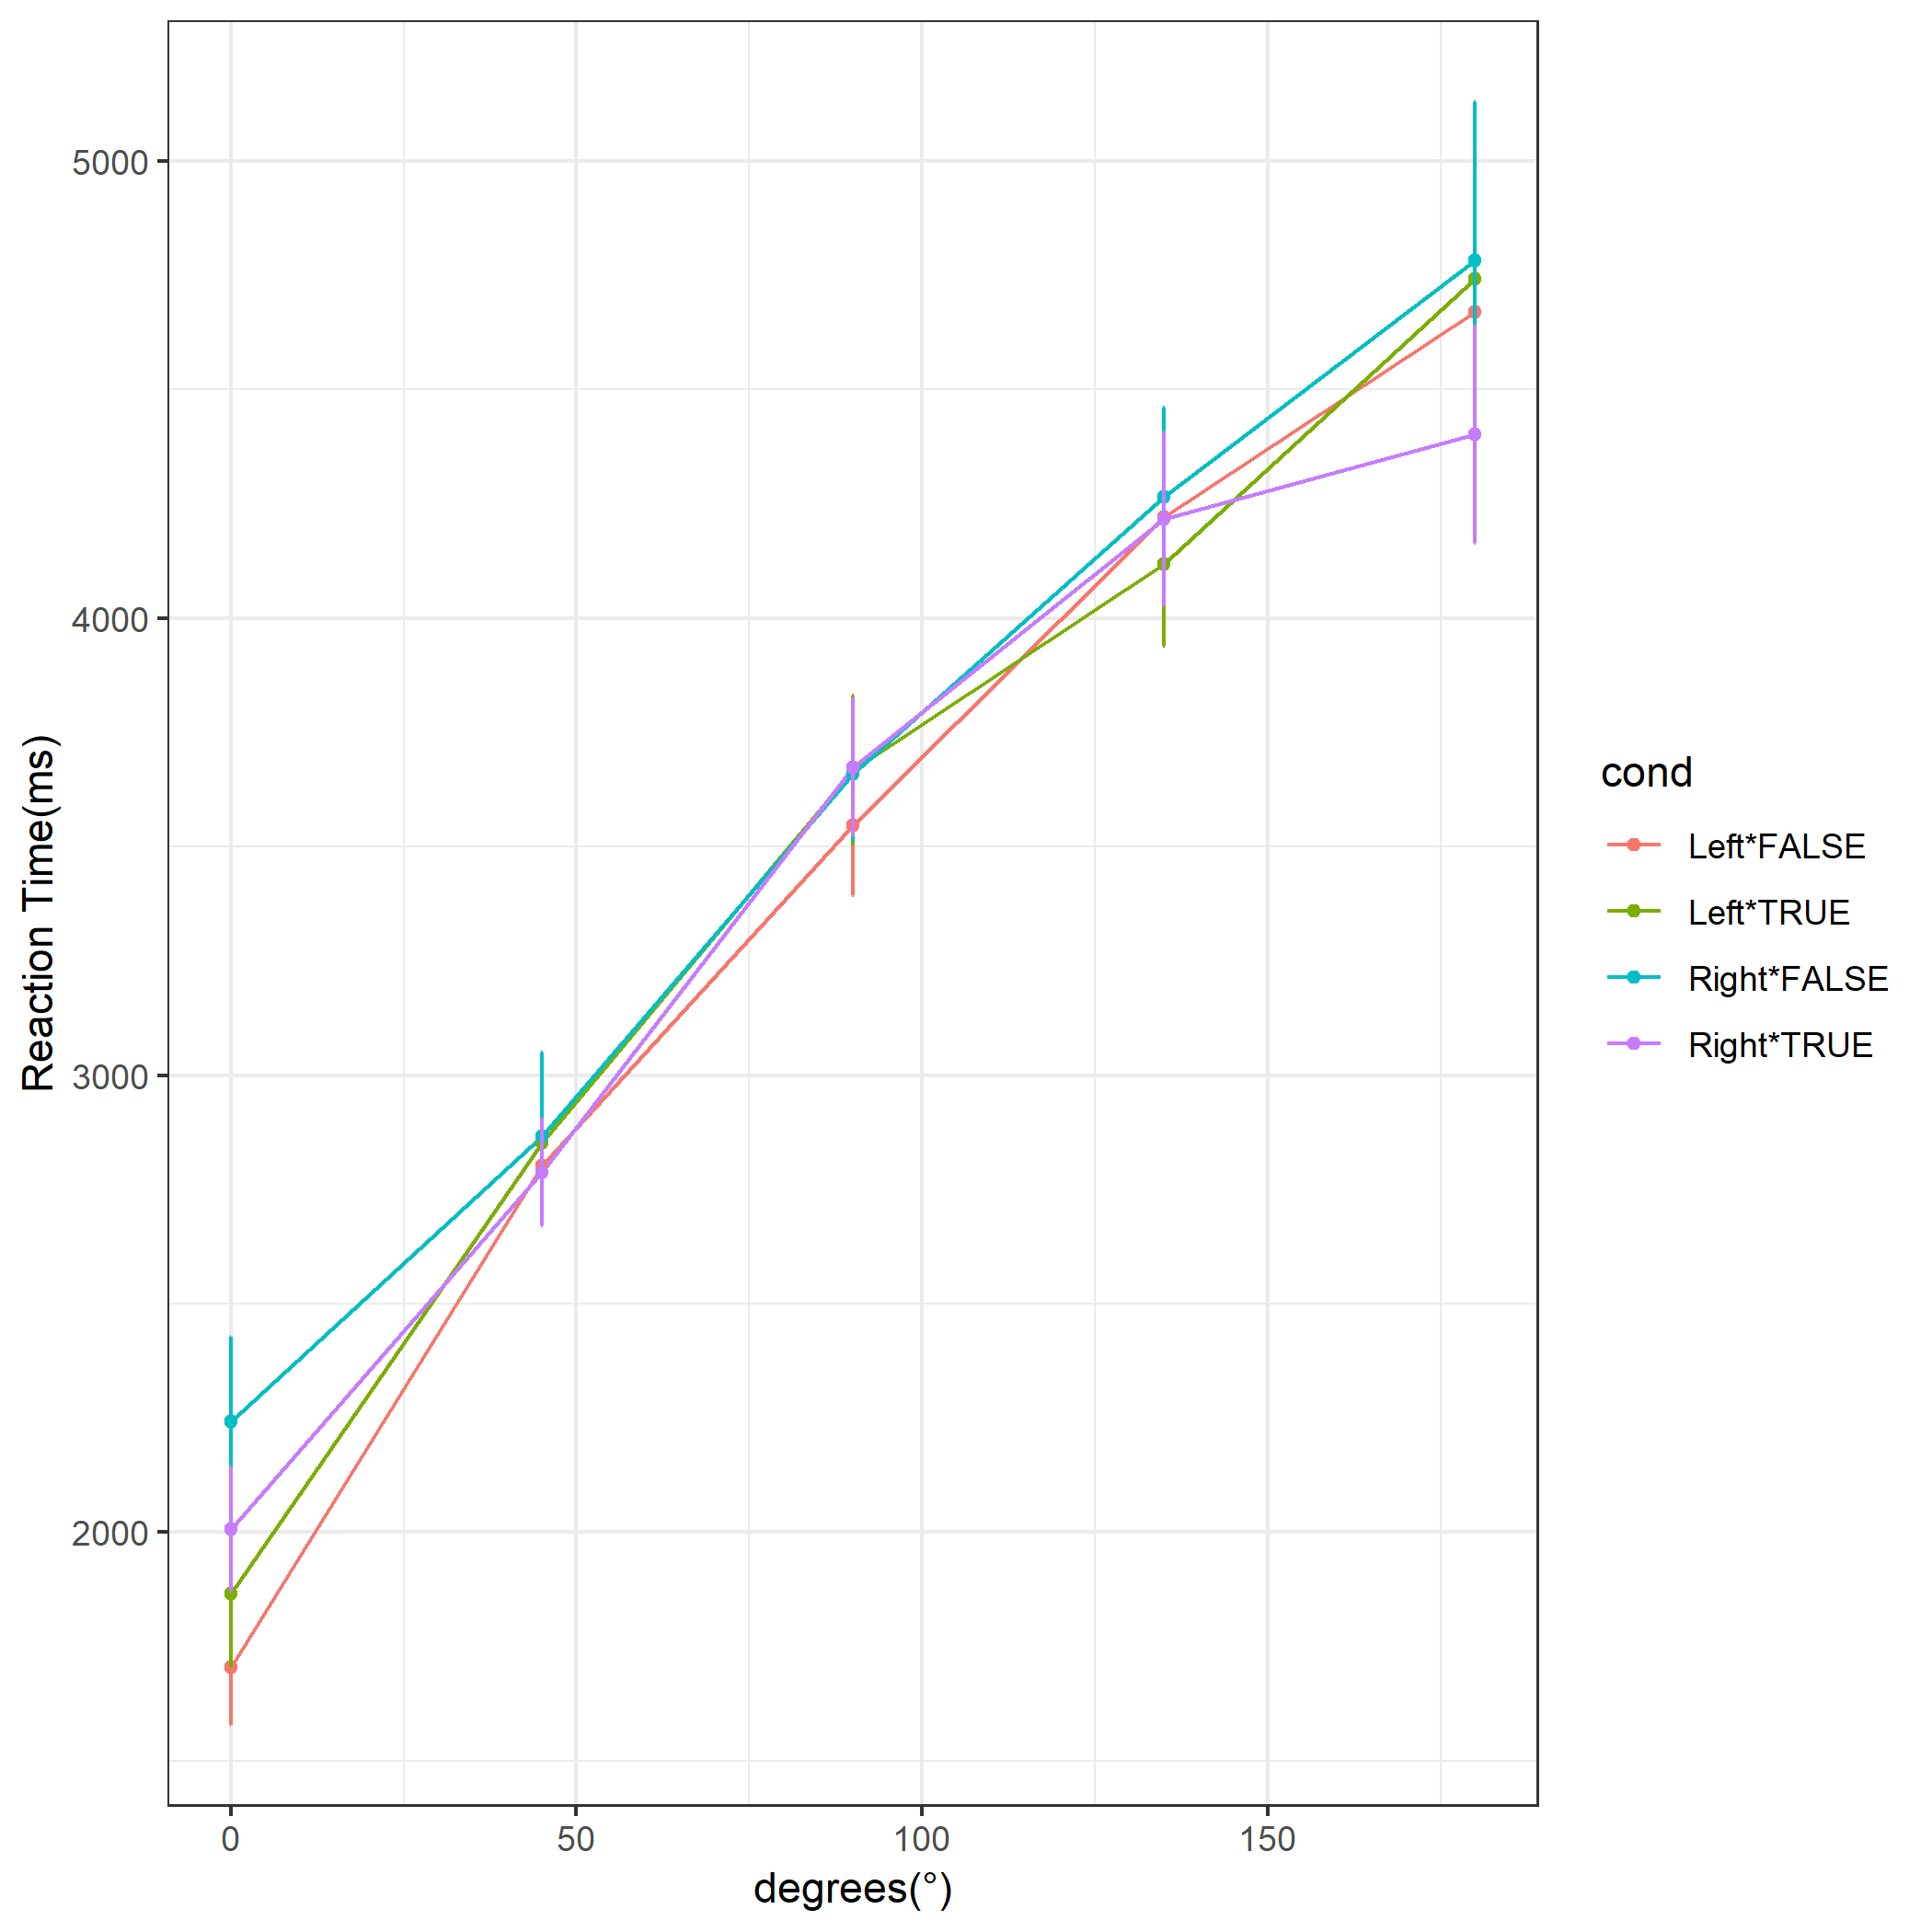 5000
4000
3000
2000
Reaction Time(ms)
0 50 100 150
degrees(°)
cond
Left*FALSE
Left*TRUE
Right*FALSE
Right*TRUE